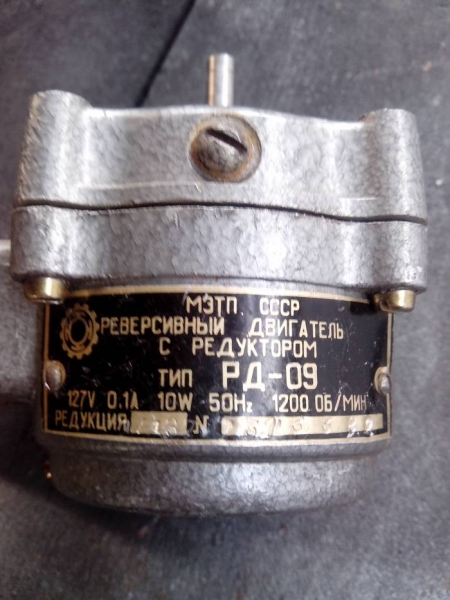 МЭТП СССР
РЕВЕРСИВНЫЙ ДВИГАТЕЛЬ
С РЕДУКТОРОМ
ТИП РД-09
127V 0.1A 10W 50Hz 1200 ОБ/МИН
РЕДУКЦИЯ N